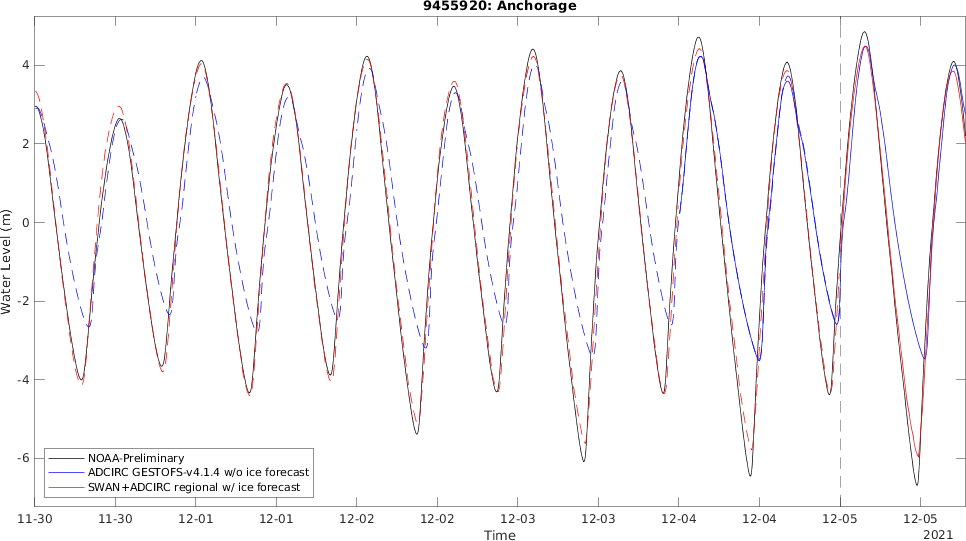 9455920: Anchorage
Water Level (m)
4
2
0
-2
-4
-6
NOAA-Preliminary
ADCIRC GESTOFS-v4.1.4 w/o ice forecast
SWAN+ADCIRC regional w/ ice forecast
11-30 11-30 12-01 12-01 12-02 12-02 12-03 12-03 12-04 12-04 12-05 12-05
Time
2021